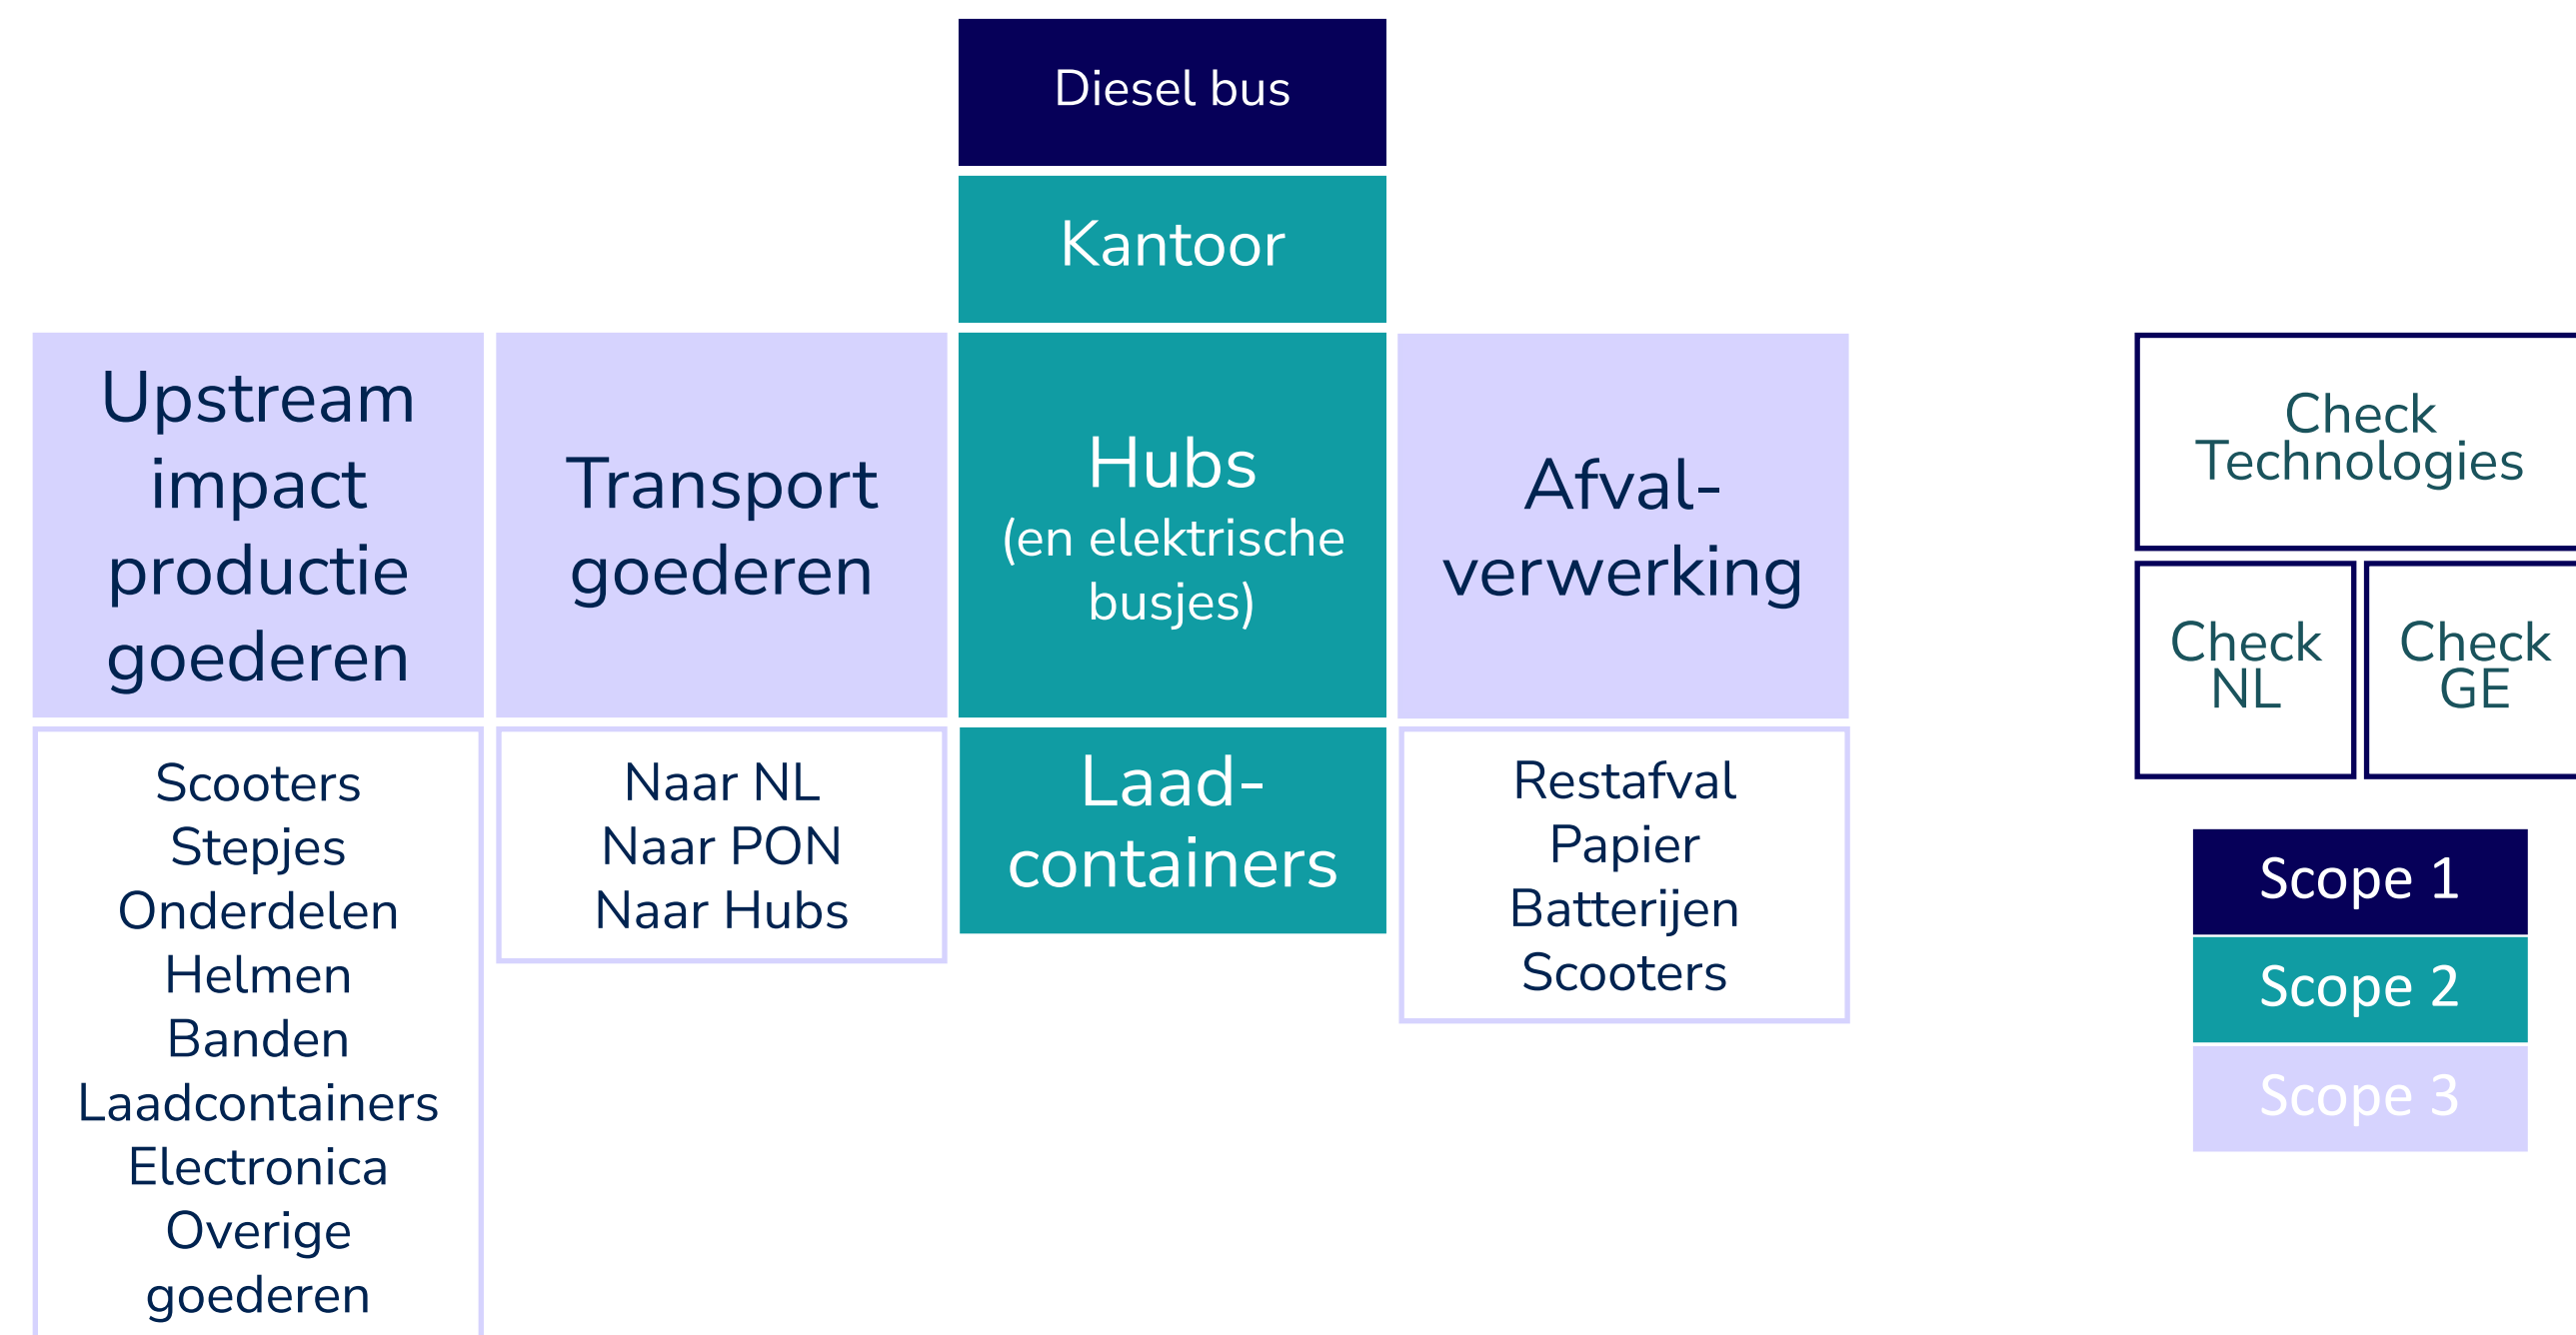 Diesel bus
Kantoor
Upstream
impact
productie
goederen
Transport
goederen
Hubs
(en elektrische
busjes)
Afval-
verwerking
Scooters
Stepjes
Onderdelen
Helmen
Banden
Laadcontainers
Electronica
Overige
goederen
Naar NL
Naar PON
Naar Hubs
Laad-
containers
Restafval
Papier
Batterijen
Scooters
Check
Technologies
Check
NL
Check
GE
Scope 1
Scope 2
Scope 3